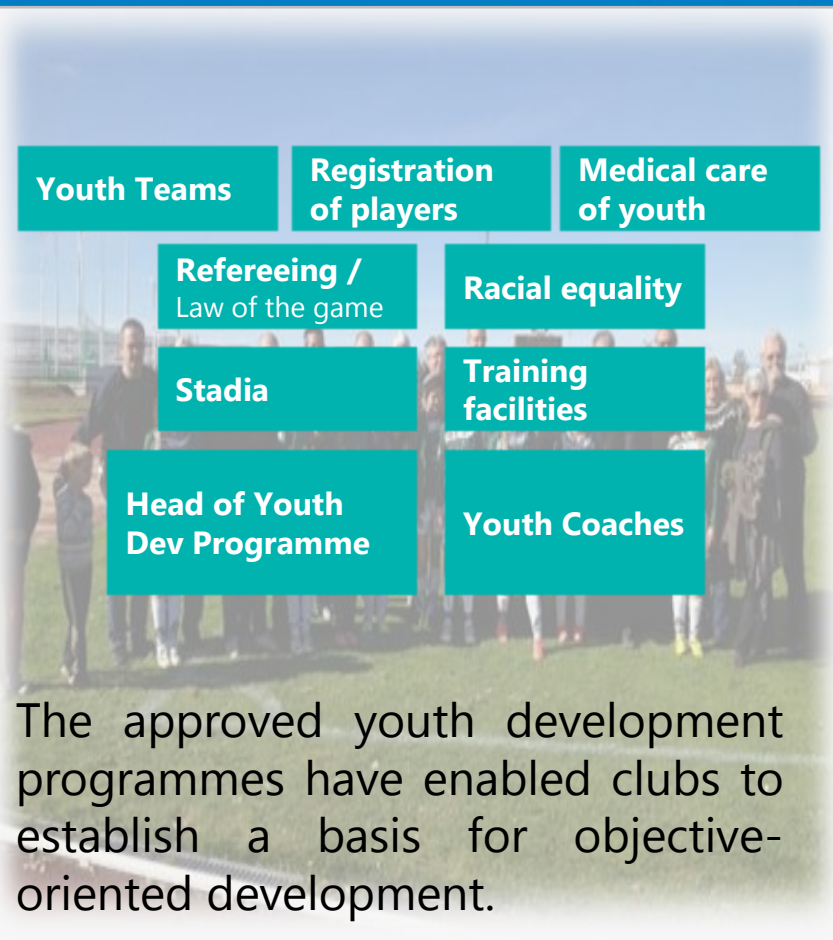 Youth Teams
Registration
of players
Medical care
of youth
Refereeing /
Law of the game
Racial equality
Stadia
Training
facilities
Head of Youth
Dev Programme
Youth Coaches
The approved youth development
programmes have enabled clubs to
establish a basis for objective-
oriented development.